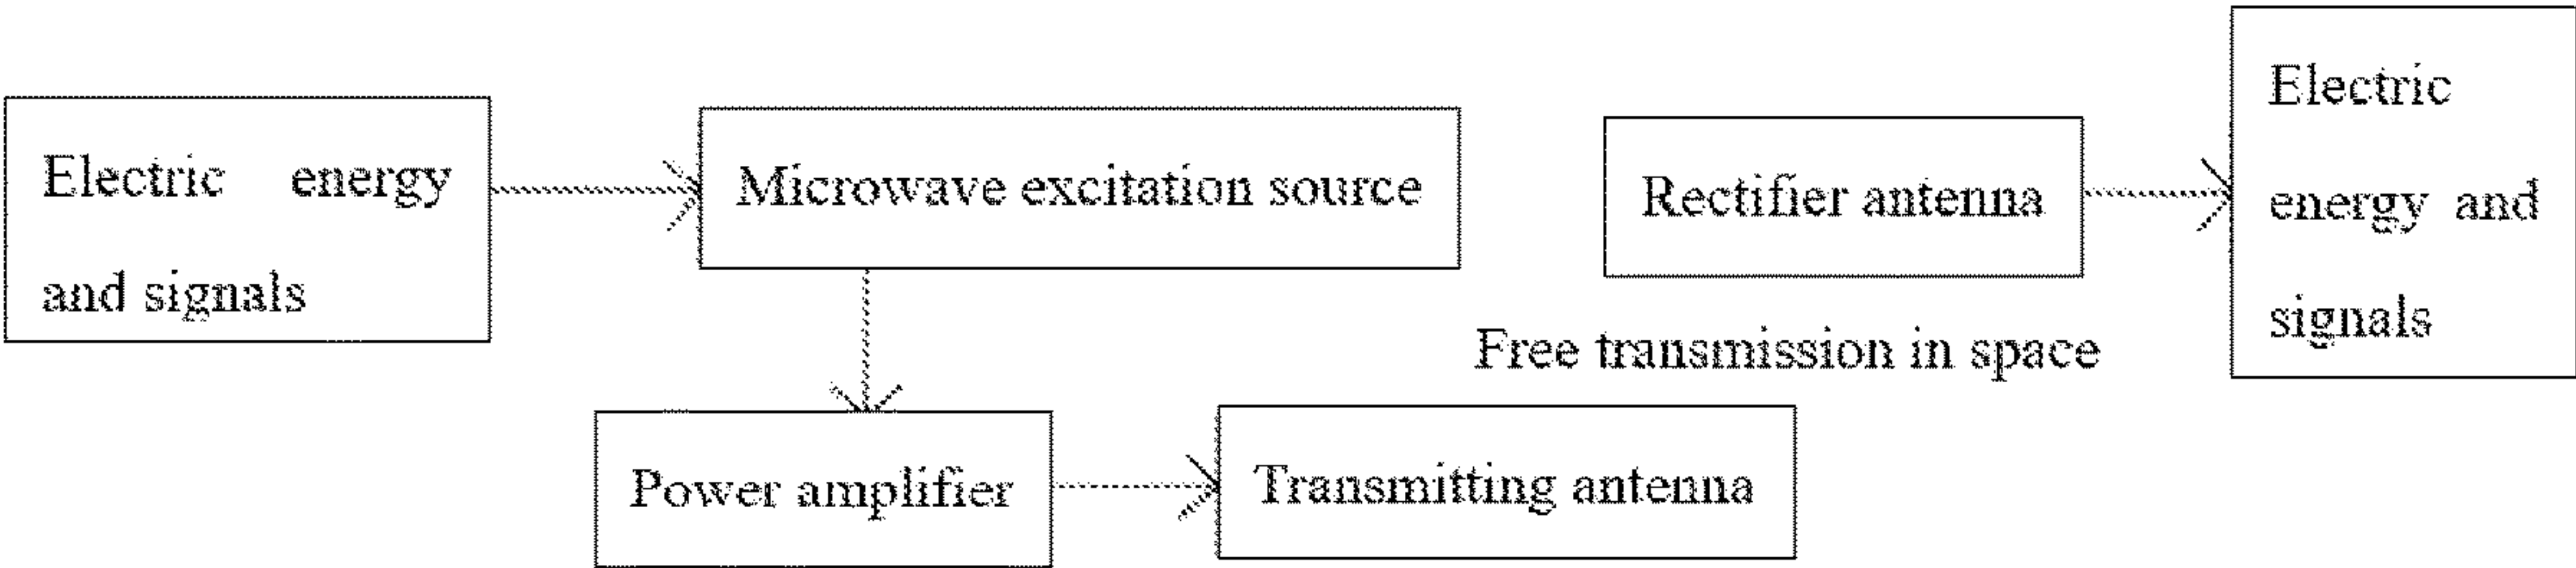 Electric energy
and signals
Microwave excitation source
Power amplifier
Transmitting antenna
Free transmission in space
Rectifier antenna
Electric
energy and
signals